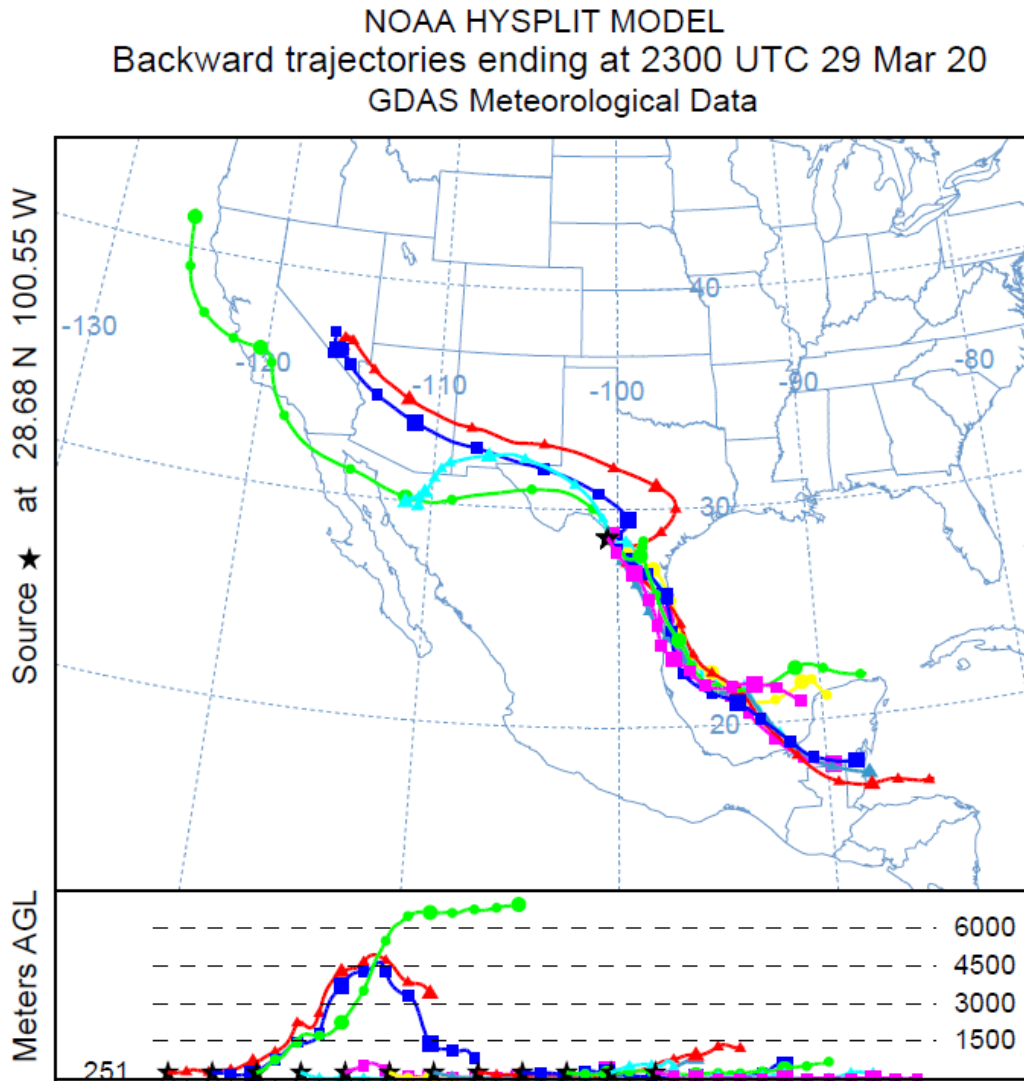 NOAA HYSPLIT MODEL
Backward trajectories ending at 2300 UTC 29 Mar 20
GDAS Meteorological Data
Source ★ at 28.68 N 100.55 W
-130
-120
-110
-100
-90
-80
40
30
20
Meters AGL
6000
4500
3000
1500
251